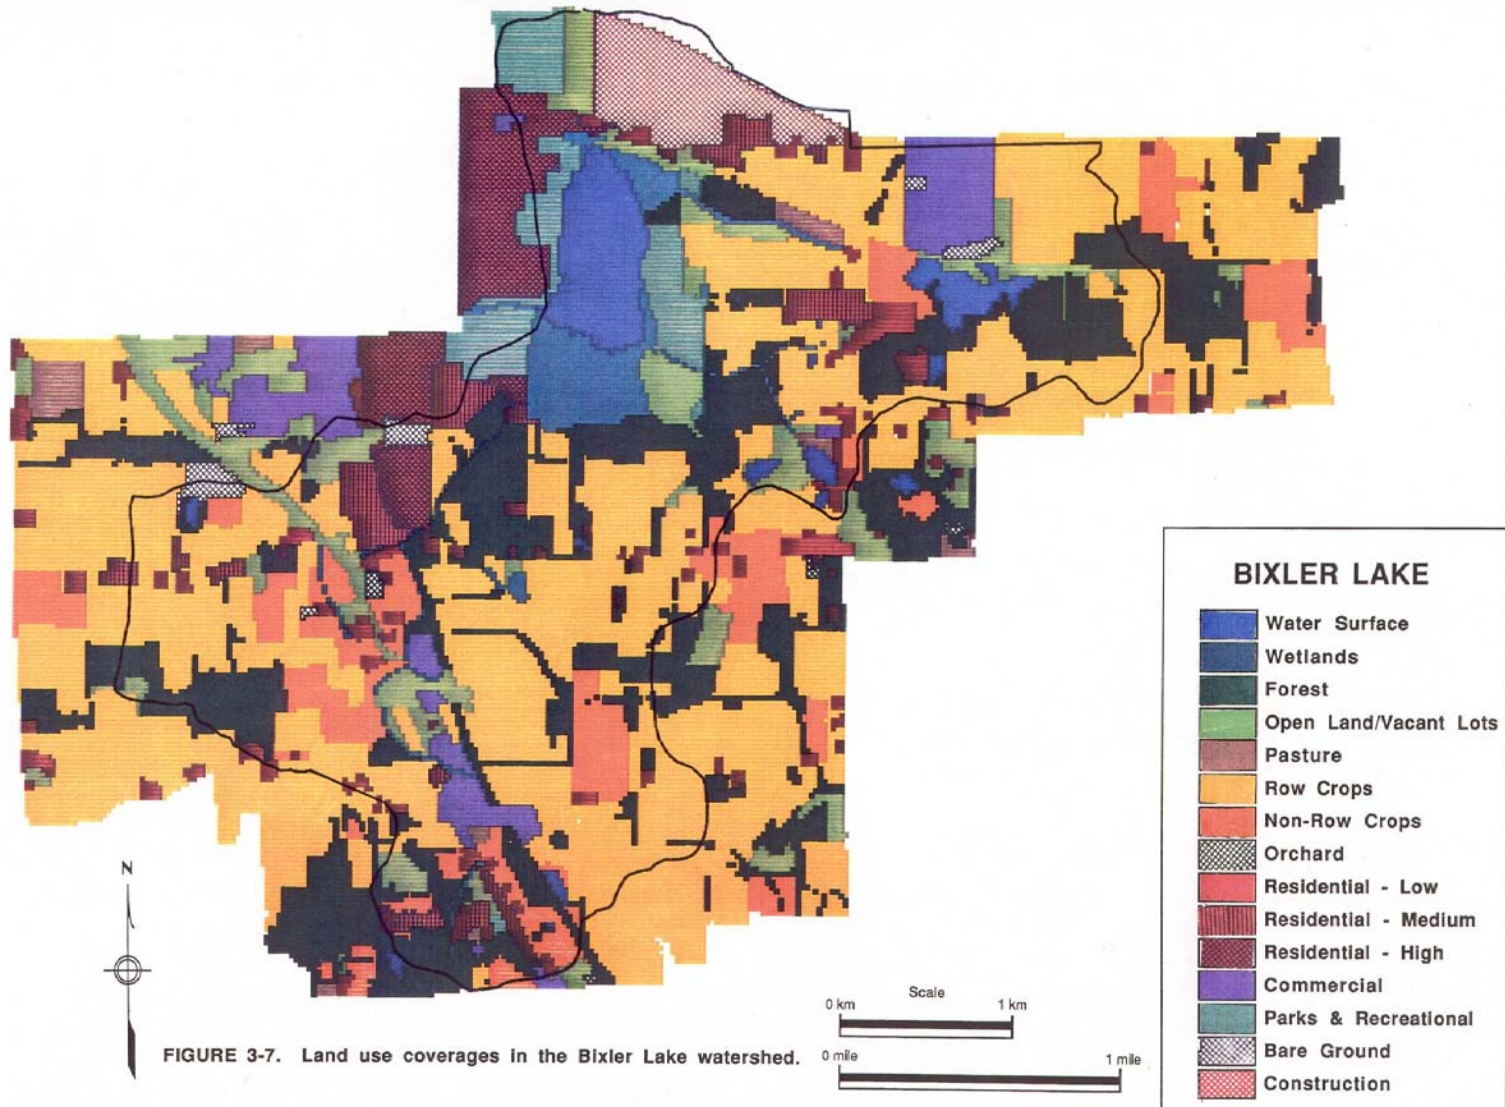 BIXLER LAKE
Water Surface
Wetlands
Forest
Open Land/Vacant Lots
Pasture
Row Crops
Non-Row Crops
Orchard
Residential - Low
Residential - Medium
Residential - High
Commercial
Parks & Recreational
Bare Ground
Construction
N
Scale
0 km 1 km
0 mile 1 mile
FIGURE 3-7. Land use coverages in the Bixler Lake watershed.